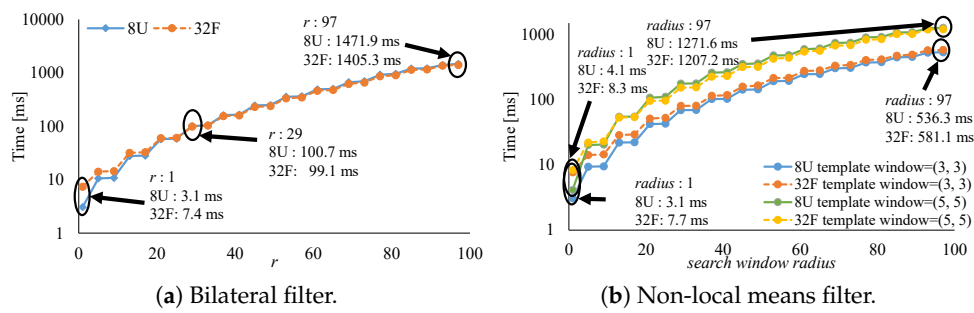 8U 32F
Time [ms]
10000
1000
100
10
1
r : 97
8U : 1471.9 ms
32F: 1405.3 ms
r : 29
8U : 100.7 ms
32F : 99.1 ms
r : 1
8U : 3.1 ms
32F: 7.4 ms
0 20 40 60 80 100
r
(a) Bilateral filter.
Time [ms]
1000
100
10
1
radius : 97
8U : 1271.6 ms
32F : 1207.2 ms
radius : 1
8U : 4.1 ms
32F: 8.3 ms
radius : 97
8U : 536.3 ms
32F : 581.1 ms
radius : 1
8U : 3.1 ms
32F: 7.7 ms
8U template window=(3, 3)
32F template window=(3, 3)
8U template window=(5, 5)
32F template window=(5, 5)
0 20 40 60 80 100
search window radius
(b) Non-local means filter.